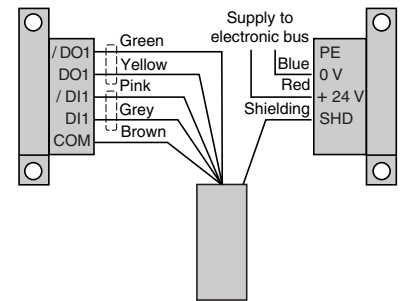 / DO1
DO1
/ DI1
DI1
COM
Green
Yellow
Pink
Grey
Brown
Supply to
electronic bus
Blue
Red
Shielding
PE
0 V
+ 24 V
SHD